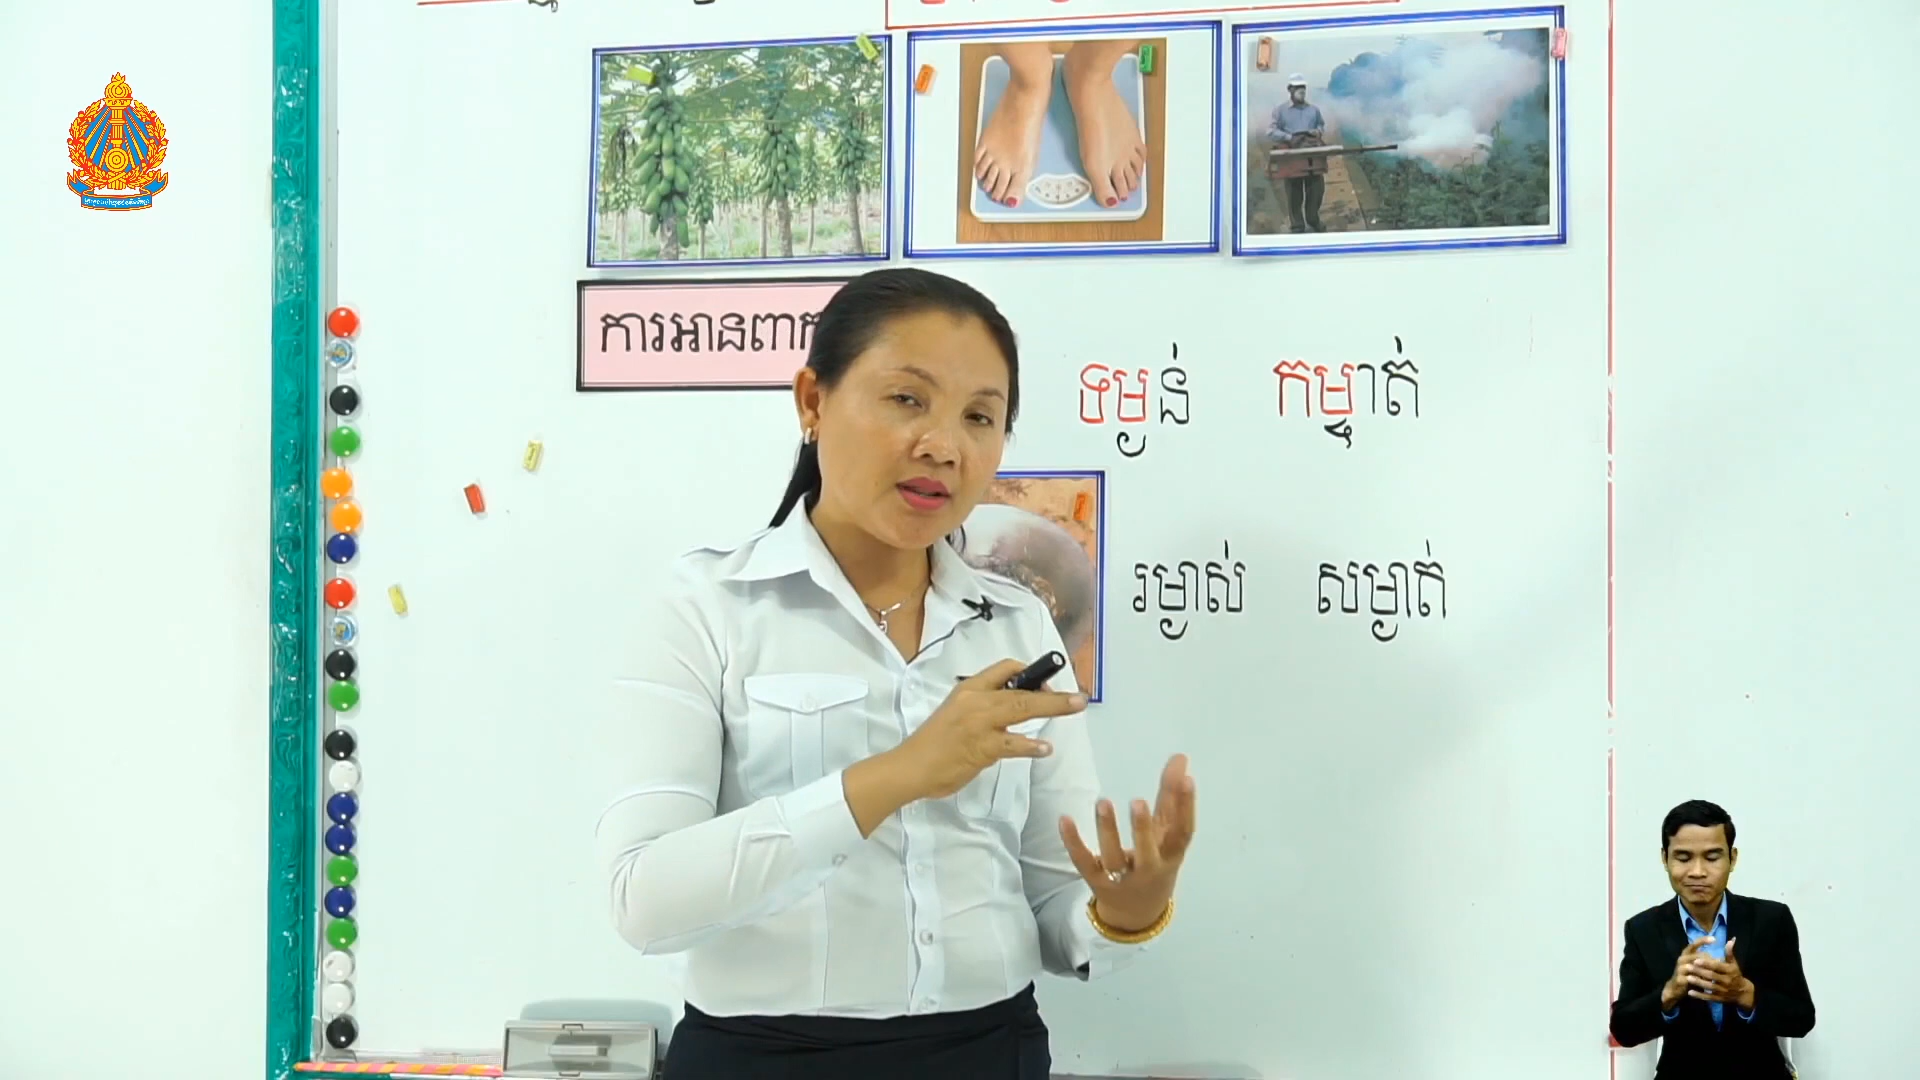 ការអានពាក
ទម្ងន់ កម្ចាត់
រម្ងាស់ សម្ងាត់